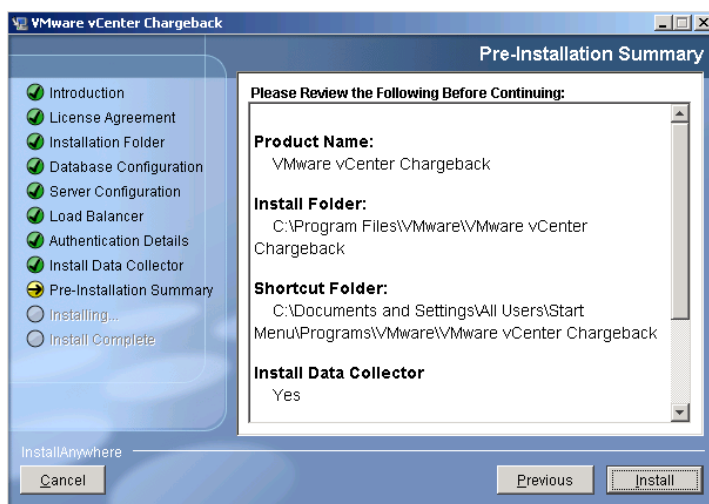 VMware vCenter Chargeback
Pre-Installation Summary
Introduction
License Agreement
Installation Folder
Database Configuration
Server Configuration
Load Balancer
Authentication Details
Install Data Collector
Pre-Installation Summary
Installing...
Install Complete
Please Review the Following Before Continuing:
Product Name:
VMware vCenter Chargeback
Install Folder:
C:\Program Files\VMware\VMware vCenter
Chargeback
Shortcut Folder:
C:\Documents and Settings\All Users\Start
Menu\Programs\VMware\VMware vCenter Chargeback
Install Data Collector
Yes
InstallAnywhere
Cancel
Previous
Install